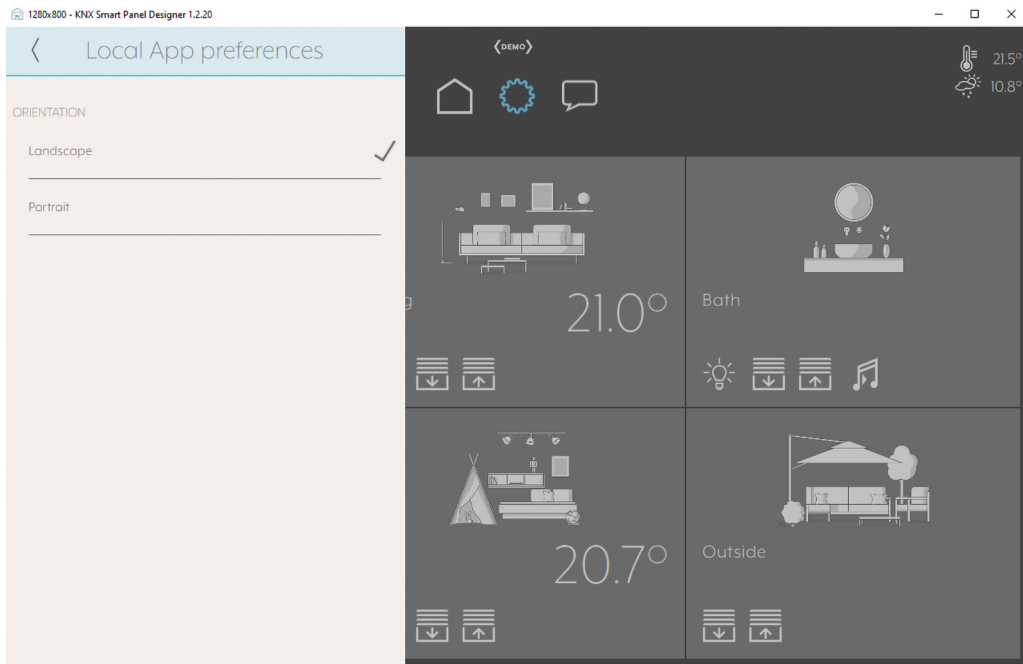 1280x800 - KNX Smart Panel Designer 1.2.20
Local App preferences
ORIENTATION
Landscape
Portrait
DEMO
21.5°
10.8°
g
21.0°
Bath
20.7°
Outside